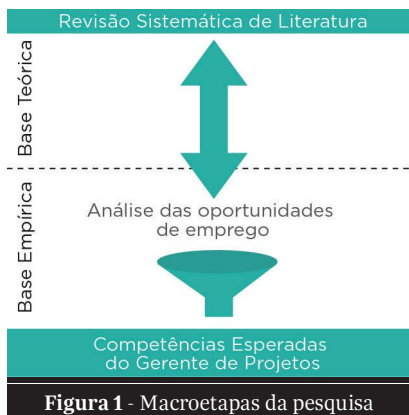 Revisão Sistemática de Literatura
Base Teórica
Base Empírica
Análise das oportunidades
de emprego
Competências Esperadas
do Gerente de Projetos
Figura 1 - Macroetapas da pesquisa